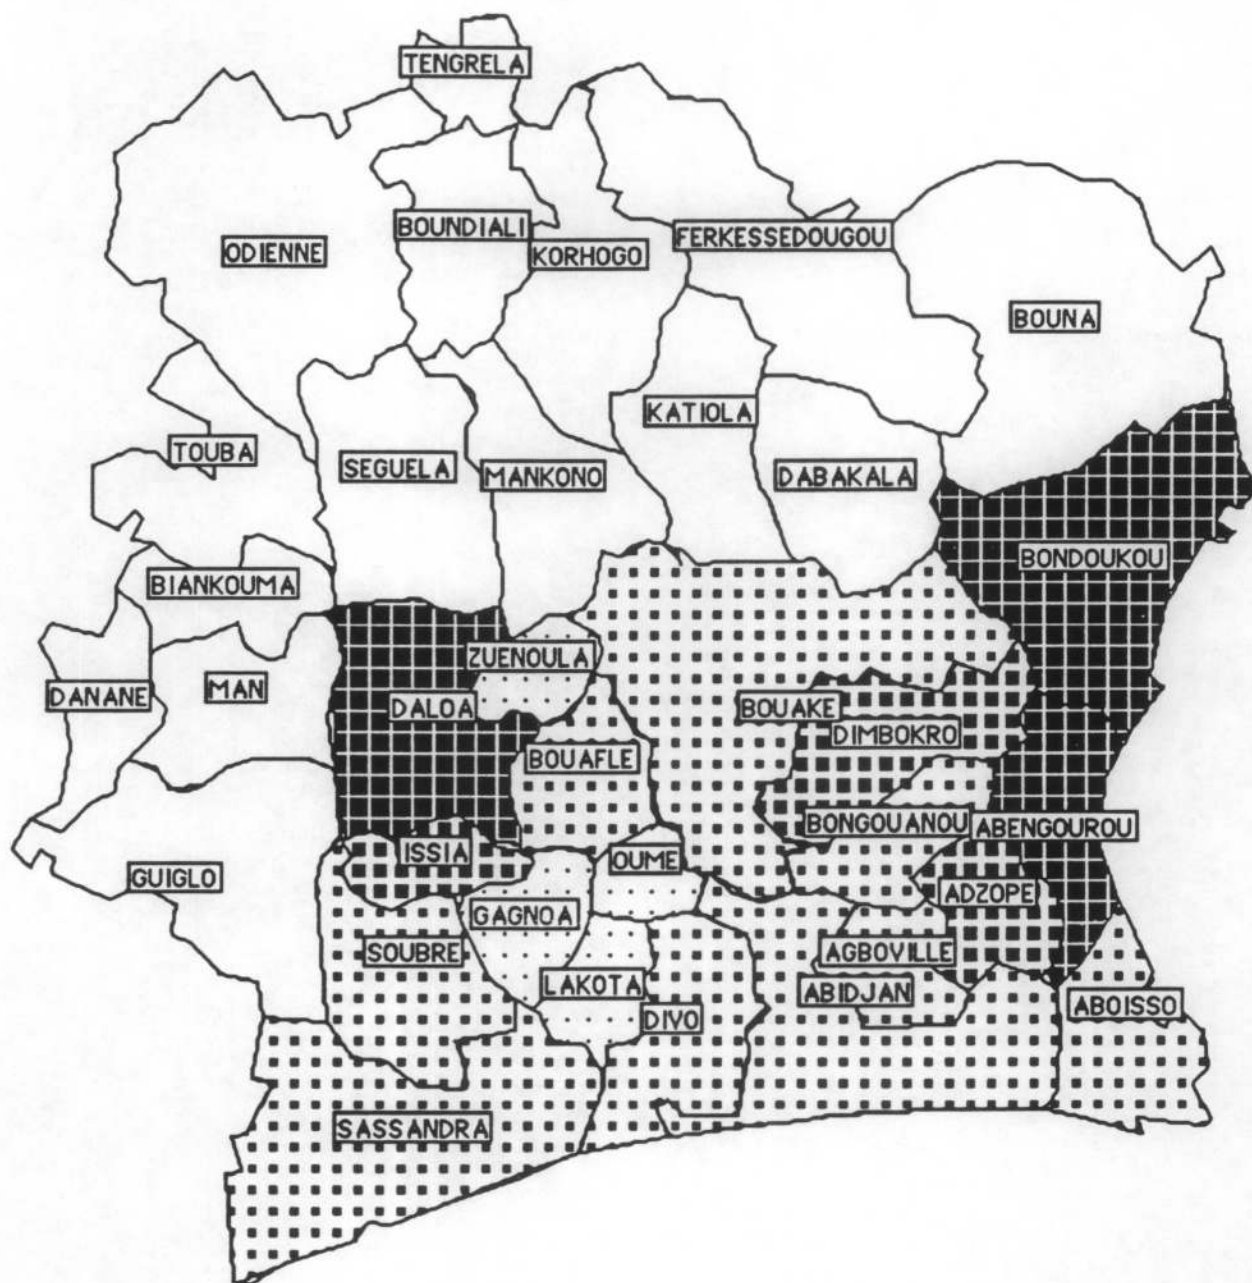 TENGRELA
ODIENNE
BOUNDIALI
KORHOGO
FERKESSEDOUGOU
BOUNA
TOUBA
SEGUELA
MANKONO
KATIOLA
DABAKALA
BIANKOUMA
BONDOUKOU
DANANE
MAN
DALOA
ZUENOULA
BOUAFLE
BOUAKE
DIMBOKRO
GUIGLO
ISSIA
OUME
BONGOUANOU
ABENGOUROU
GAGNOA
ADZOPE
SOUBRE
LAKOTA
DIVO
AGBOVILLE
ABIDJAN
ABOISSO
SASSANDRA